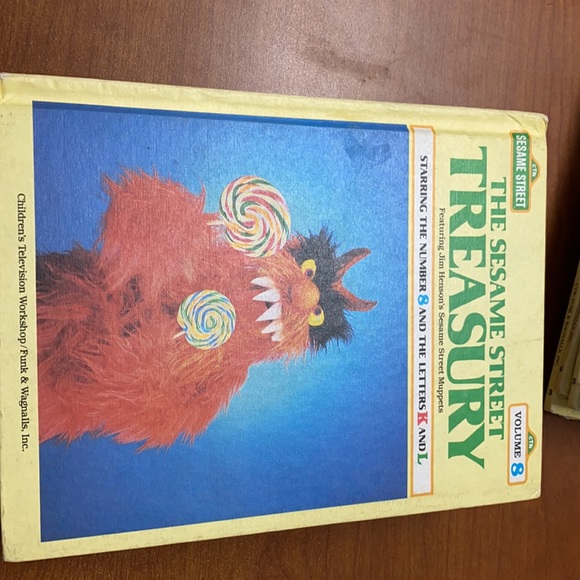 SESAME STREET
VOLUME 8
THE SESAME STREET
TREASURY
Featuring Jim Henson's Sesame Street Muppets
STARRING THE NUMBER 8 AND THE LETTERS K AND L
Children's Television Workshop/Funk & Wagnalls, Inc.